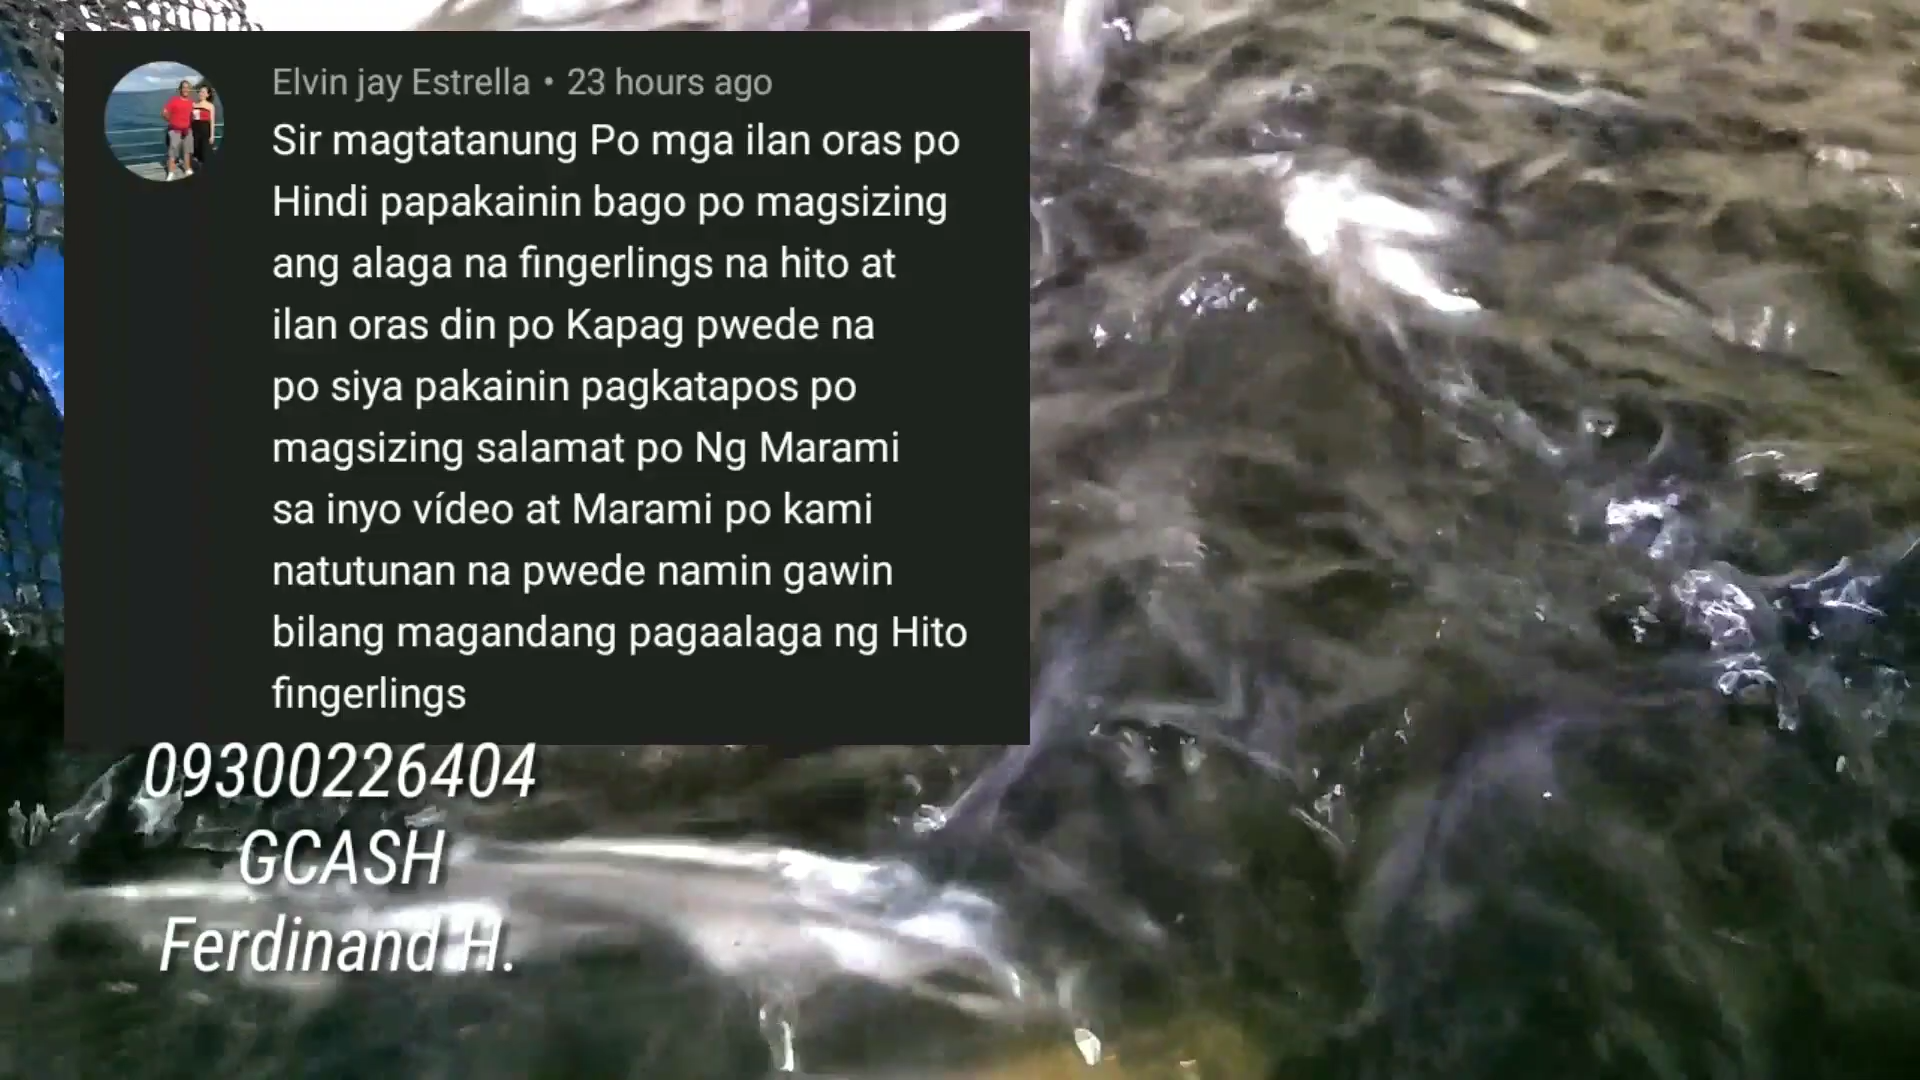 Elvin jay Estrella • 23 hours ago
Sir magtatanung Po mga ilan oras po
Hindi papakainin bago po magsizing
ang alaga na fingerlings na hito at
ilan oras din po Kapag pwede na
po siya pakainin pagkatapos po
magsizing salamat po Ng Marami
sa inyo vídeo at Marami po kami
natutunan na pwede namin gawin
bilang magandang pagaalaga ng Hito
fingerlings
09300226404
GCASH
Ferdinand H.